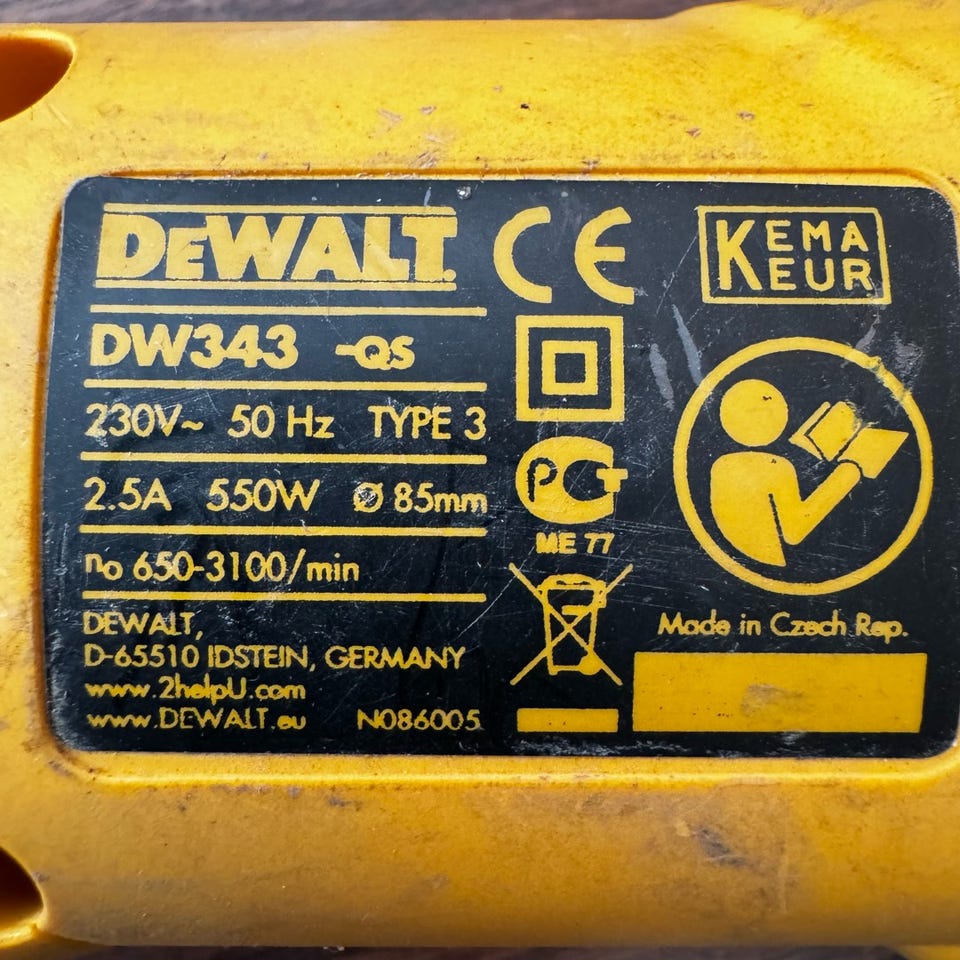 DEWALT.
CE
KEMA
KEUR
DW343 -QS
230V~ 50 Hz TYPE 3
2.5A 550W Ø 85mm
PCT
ME 77
no 650-3100/min
DEWALT,
D-65510 IDSTEIN, GERMANY
www.2helpU.com
www.DEWALT.eu N086005
Made in Czech Rep.